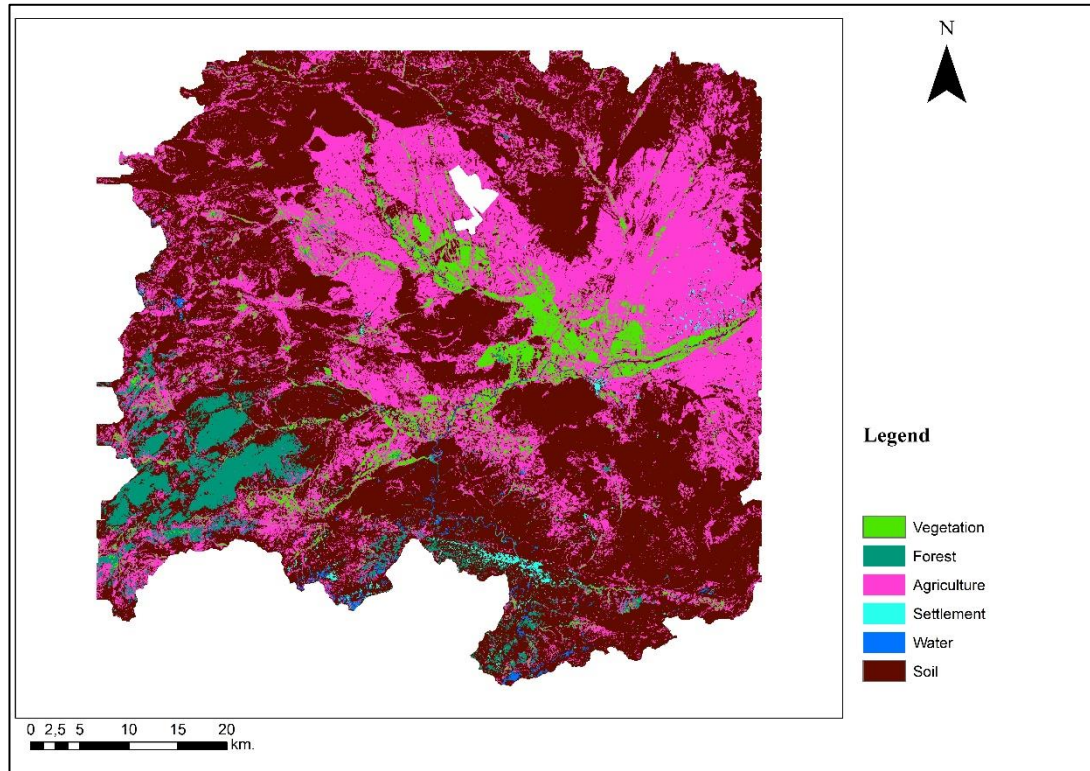 N
Legend
Vegetation
Forest
Agriculture
Settlement
Water
Soil
0 2,5 5 10 15 20
km.